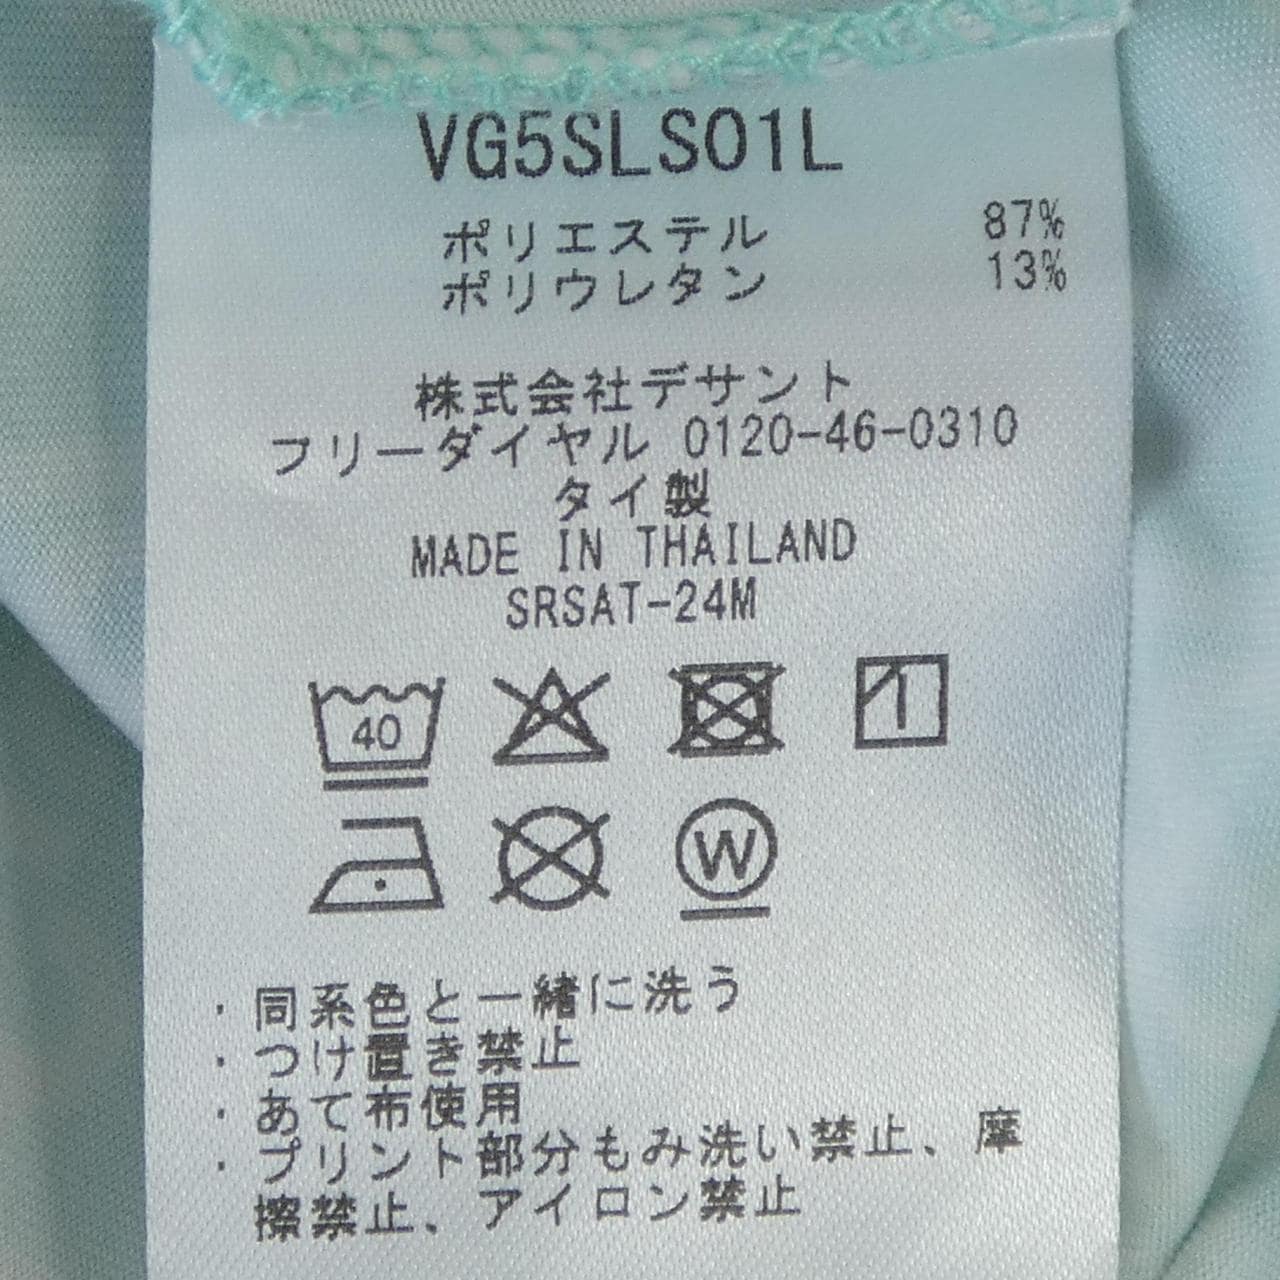 VG5SLS01L
ポリエステル 87%
ポリウレタン 13%
株式会社デサント
フリーダイヤル 0120-46-0310
タイ製
MADE IN THAILAND
SRSAT-24M
40
W
・同系色と一緒に洗う
・つけ置き禁止
・あて布使用
・プリント部分もみ洗い禁止、摩
擦禁止、アイロン禁止